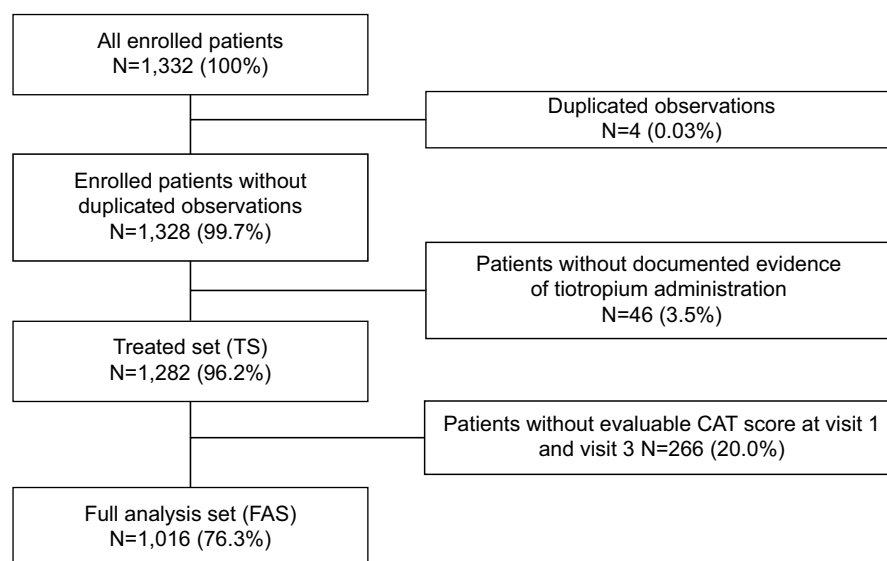 All enrolled patients
N=1,332 (100%)
Duplicated observations
N=4 (0.03%)
Enrolled patients without
duplicated observations
N=1,328 (99.7%)
Patients without documented evidence
of tiotropium administration
N=46 (3.5%)
Treated set (TS)
N=1,282 (96.2%)
Patients without evaluable CAT score at visit 1
and visit 3 N=266 (20.0%)
Full analysis set (FAS)
N=1,016 (76.3%)